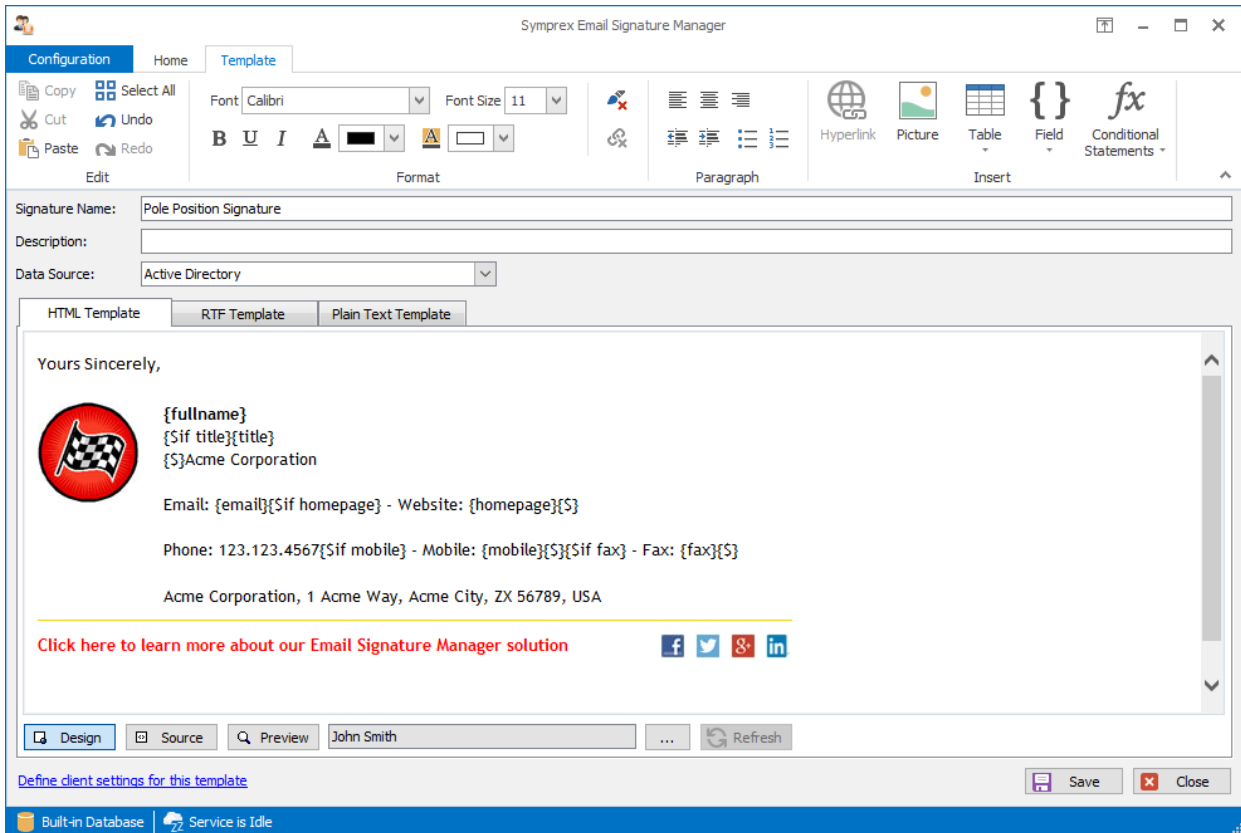 Symprex Email Signature Manager
Configuration Home Template
Copy Select All
Cut Undo
Paste Redo
Edit
Font Calibri Font Size 11
B U I A A
Format
Paragraph
Hyperlink Picture Table Field Conditional Statements
Insert
Signature Name: Pole Position Signature
Description:
Data Source: Active Directory
HTML Template RTF Template Plain Text Template
Yours Sincerely,
{fullname}
{$if title}{title}
{$}Acme Corporation
Email: {email}{$if homepage} - Website: {homepage}{$}
Phone: 123.123.4567{$if mobile} - Mobile: {mobile}{$}{$if fax} - Fax: {fax}{$}
Acme Corporation, 1 Acme Way, Acme City, ZX 56789, USA
Click here to learn more about our Email Signature Manager solution
Design Source Preview John Smith ... Refresh
Define client settings for this template
Save Close
Built-in Database Service is Idle